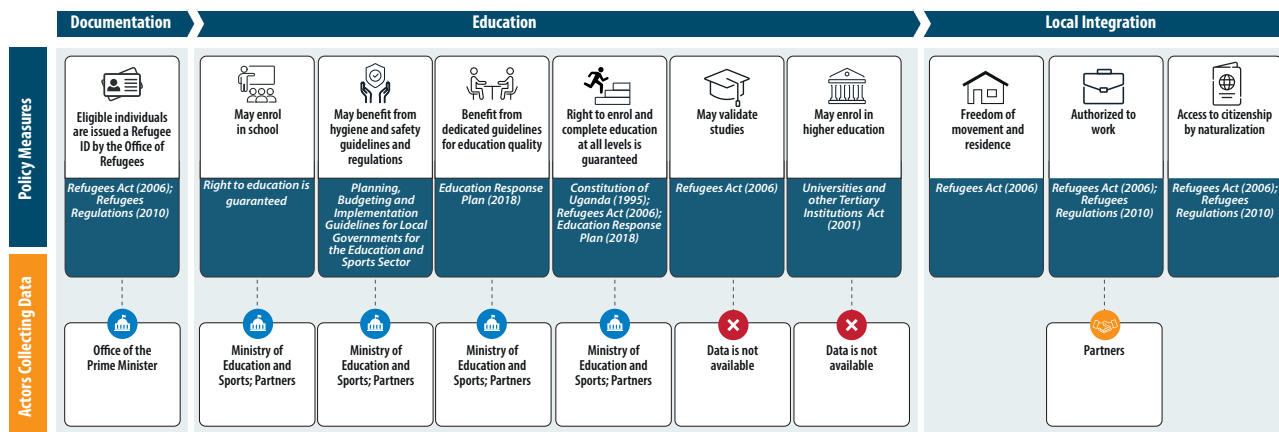 Documentation
Education
Local Integration
Policy Measures
Eligible individuals
are issued a Refugee
ID by the Office of
Refugees
Refugees Act (2006);
Refugees
Regulations (2010)
May enrol
in school
Right to education is
guaranteed
May benefit from
hygiene and safety
guidelines and
regulations
Planning,
Budgeting and
Implementation
Guidelines for Local
Governments for
the Education and
Sports Sector
Benefit from
dedicated guidelines
for education quality
Education Response
Plan (2018)
Right to enrol and
complete education
at all levels is
guaranteed
Constitution of
Uganda (1995);
Refugees Act (2006);
Education Response
Plan (2018)
May validate
studies
Refugees Act (2006)
May enrol in
higher education
Universities and
other Tertiary
Institutions Act
(2001)
Freedom of
movement and
residence
Refugees Act (2006)
Authorized to
work
Refugees Act (2006);
Refugees
Regulations (2010)
Access to citizenship
by naturalization
Refugees Act (2006);
Refugees
Regulations (2010)
Actors Collecting Data
Office of the
Prime Minister
Ministry of
Education and
Sports; Partners
Ministry of
Education and
Sports; Partners
Ministry of
Education and
Sports; Partners
Ministry of
Education and
Sports; Partners
Data is not
available
Data is not
available
Partners